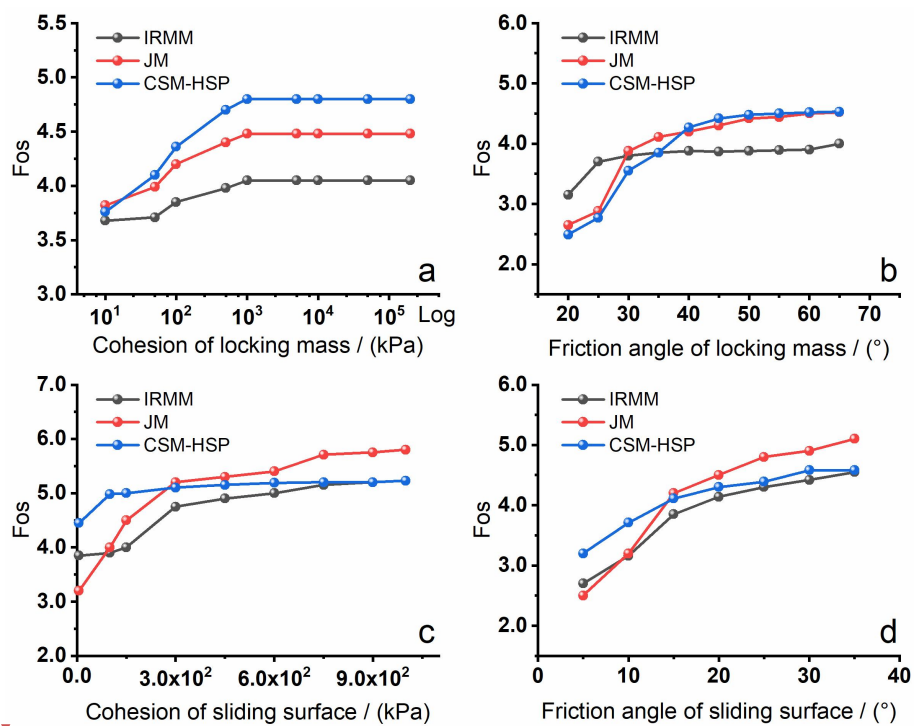 IRMM
JM
CSM-HSP
5.0
4.5
4.0
3.5
3.0
Fos
10¹ 10² 10³ 10⁴ 10⁵ Log
Cohesion of locking mass / (kPa)
a
IRMM
JM
CSM-HSP
6.0
5.0
4.0
3.0
2.0
Fos
20 30 40 50 60 70
Friction angle of locking mass / (°)
b
IRMM
JM
CSM-HSP
7.0
6.0
5.0
4.0
3.0
2.0
Fos
0.0 3.0x10² 6.0x10² 9.0x10²
Cohesion of sliding surface / (kPa)
c
IRMM
JM
CSM-HSP
6.0
5.0
4.0
3.0
2.0
Fos
0 10 20 30 40
Friction angle of sliding surface / (°)
d